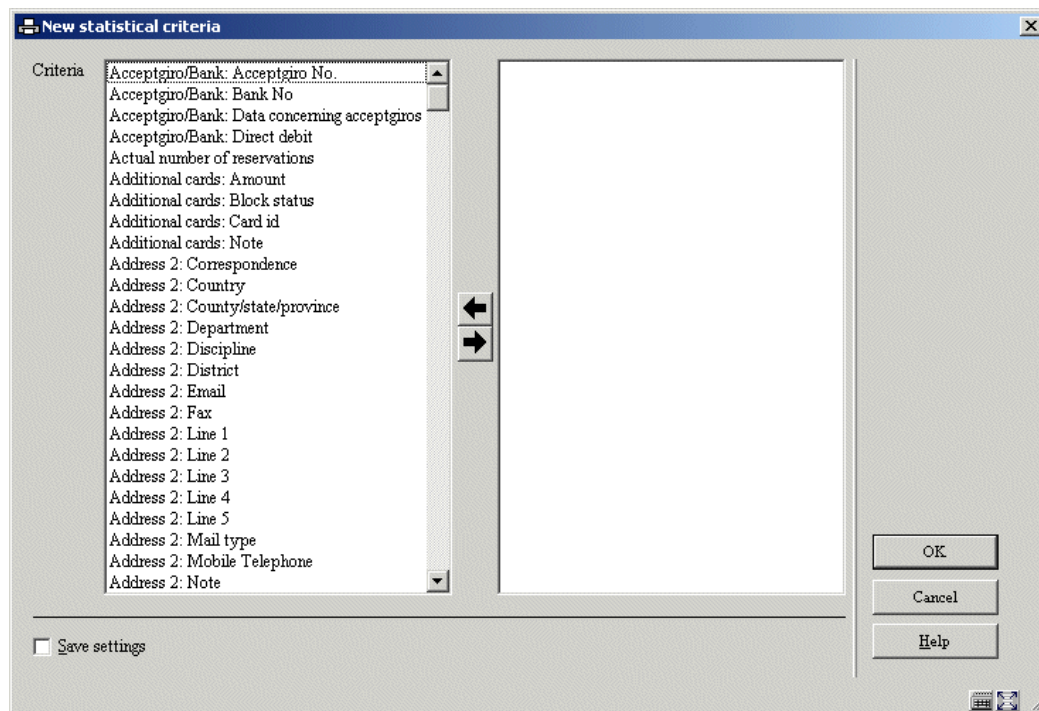 New statistical criteria
Criteria
Acceptgiro/Bank: Acceptgiro No.
Acceptgiro/Bank: Bank No
Acceptgiro/Bank: Data concerning acceptgiros
Acceptgiro/Bank: Direct debit
Actual number of reservations
Additional cards: Amount
Additional cards: Block status
Additional cards: Card id
Additional cards: Note
Address 2: Correspondence
Address 2: Country
Address 2: County/state/province
Address 2: Department
Address 2: Discipline
Address 2: District
Address 2: Email
Address 2: Fax
Address 2: Line 1
Address 2: Line 2
Address 2: Line 3
Address 2: Line 4
Address 2: Line 5
Address 2: Mail type
Address 2: Mobile Telephone
Address 2: Note
OK
Cancel
Help
Save settings